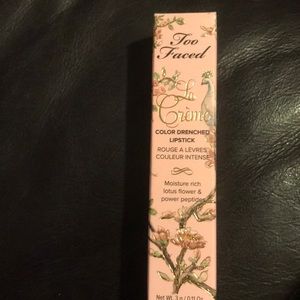 Too
Faced
La
Crème
COLOR DRENCHED
LIPSTICK
ROUGE A LÈVRES
COULEUR INTENSE
Moisture rich
lotus flower &
power peptides
Net Wt. 3 g / 0.11 Oz.